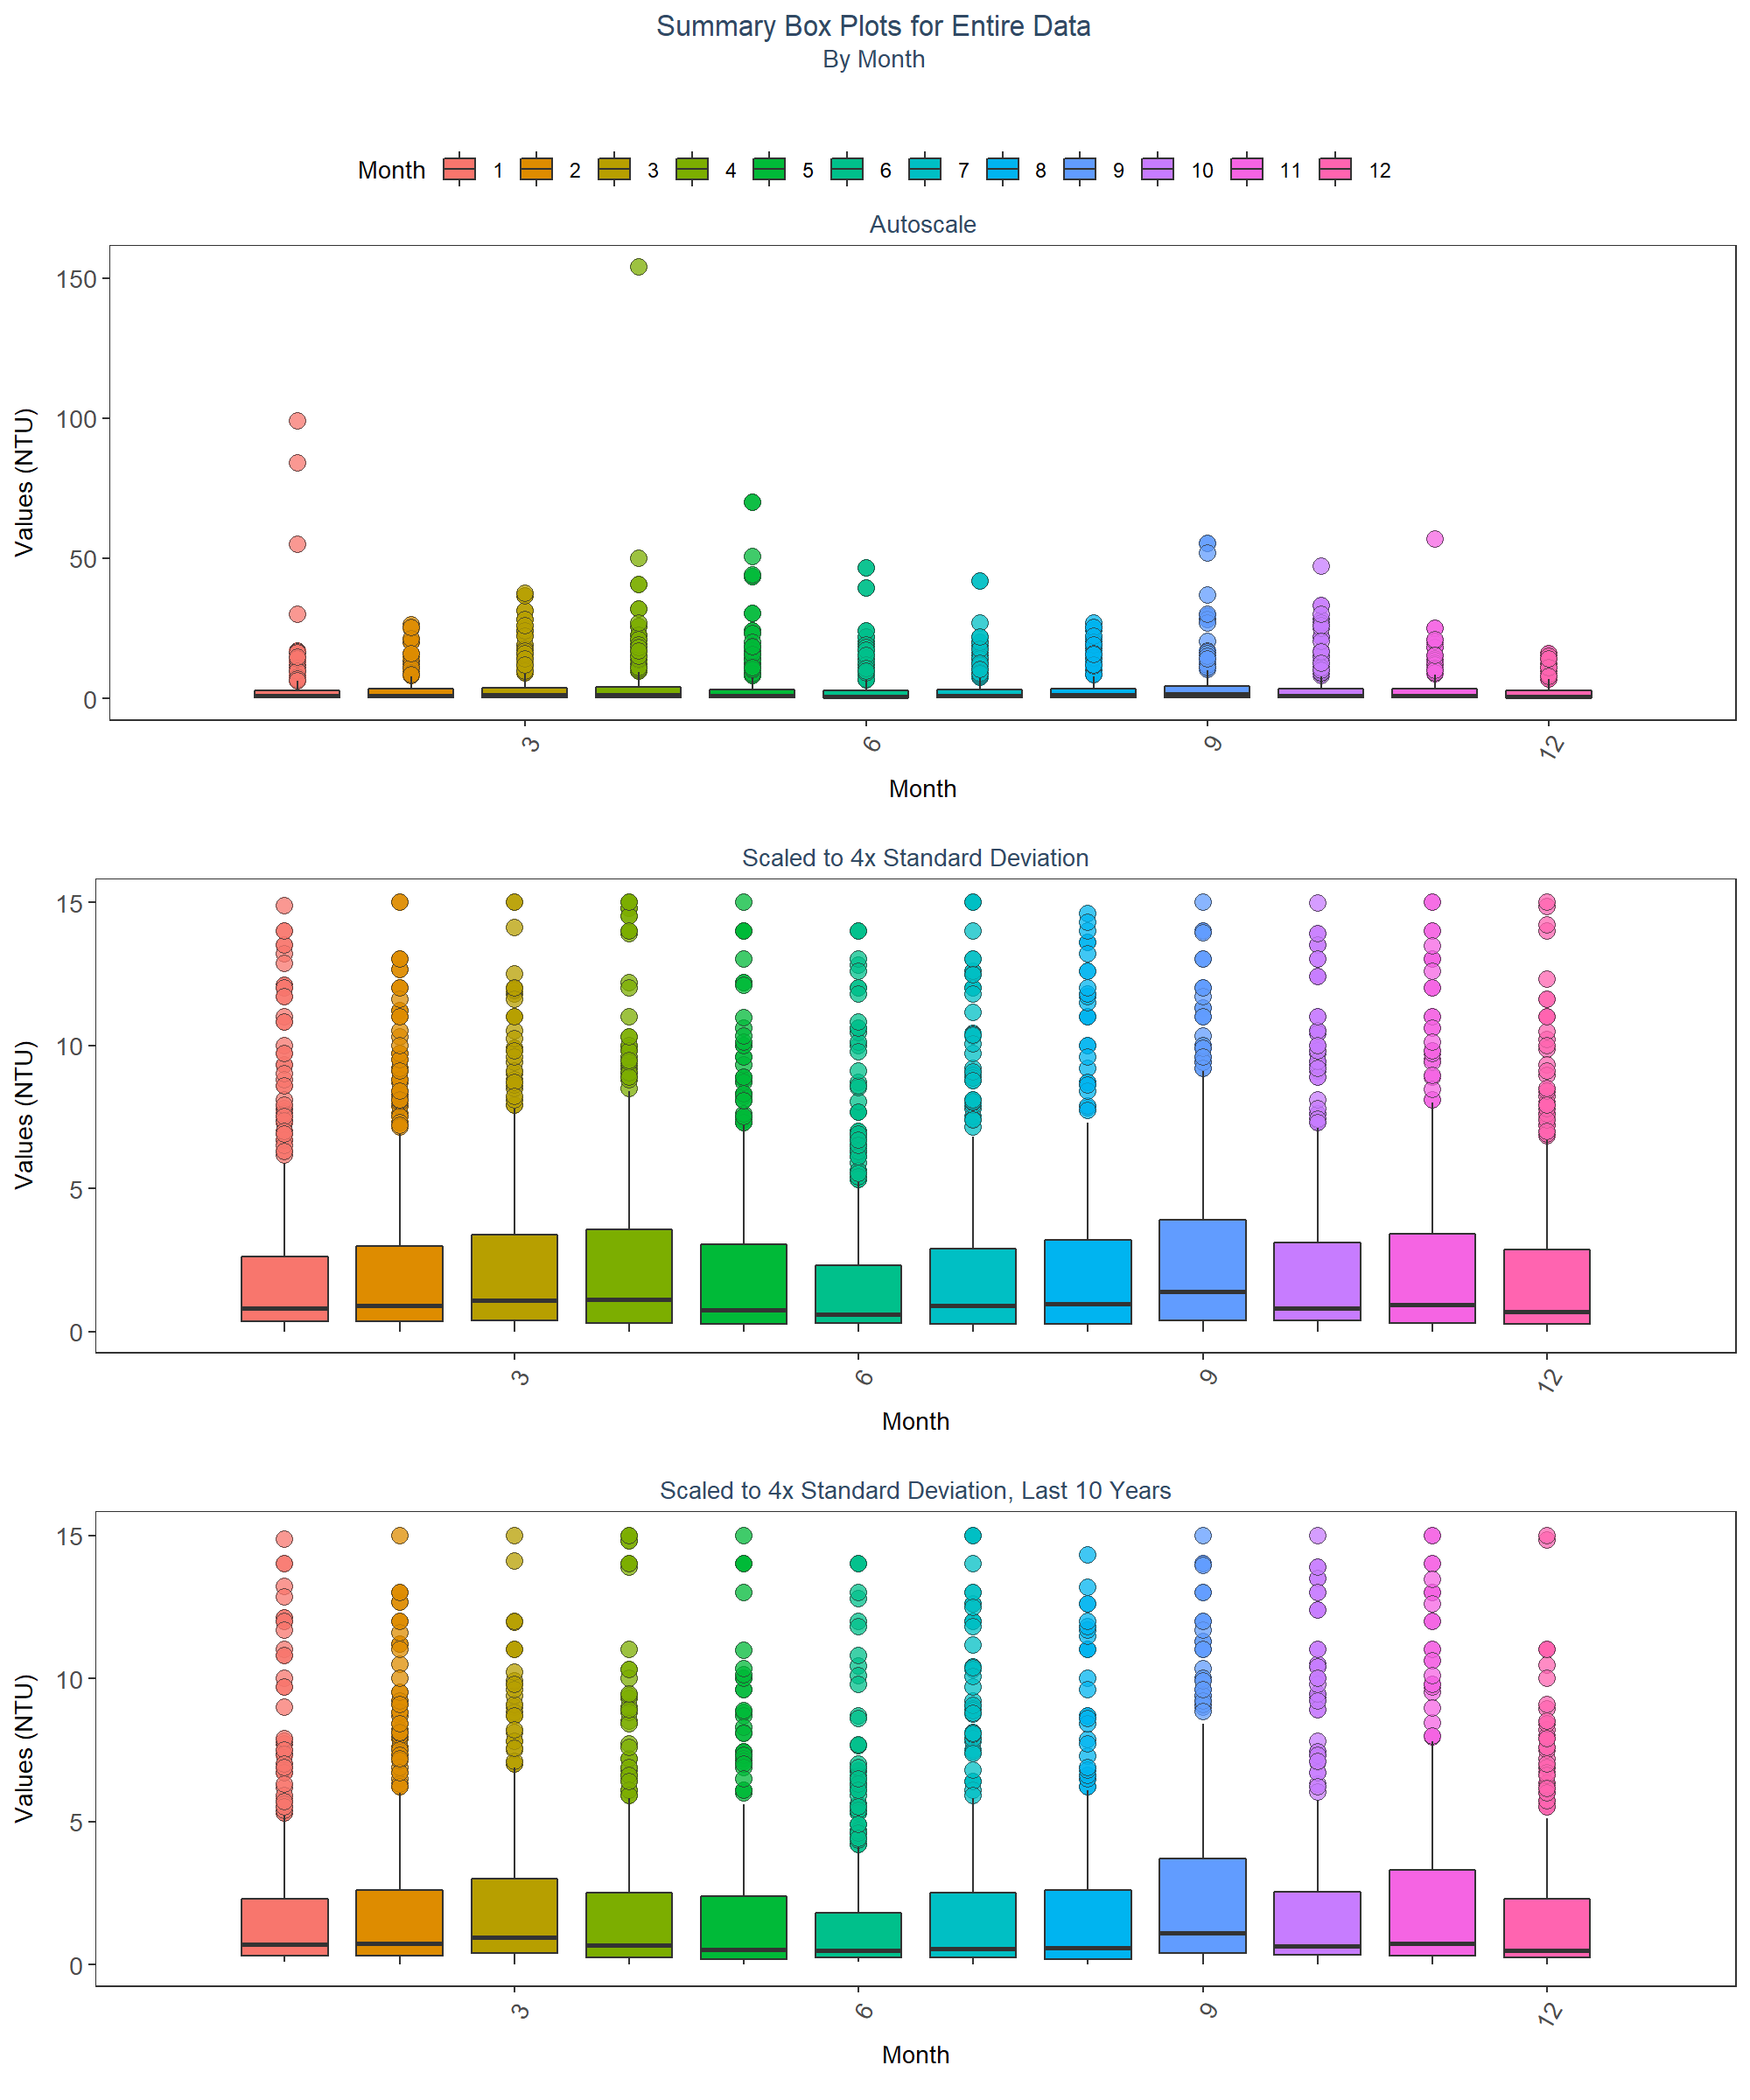 Summary Box Plots for Entire Data
By Month
Month 1 2 3 4 5 6 7 8 9 10 11 12
Autoscale
Values (NTU)
150
100
50
0
3 6 9 12
Month
Scaled to 4x Standard Deviation
Values (NTU)
15
10
5
0
3 6 9 12
Month
Scaled to 4x Standard Deviation, Last 10 Years
Values (NTU)
15
10
5
0
3 6 9 12
Month